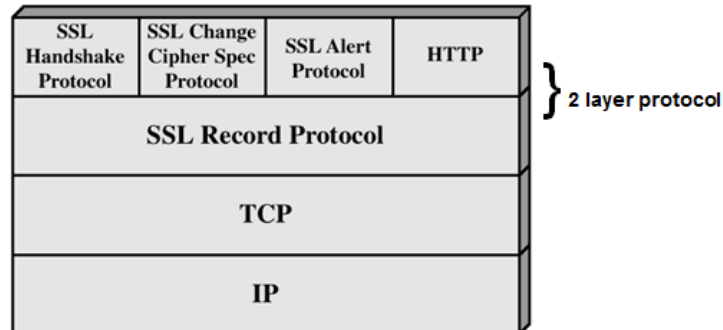 SSL
Handshake
Protocol
SSL Change
Cipher Spec
Protocol
SSL Alert
Protocol
HTTP
} 2 layer protocol
SSL Record Protocol
TCP
IP